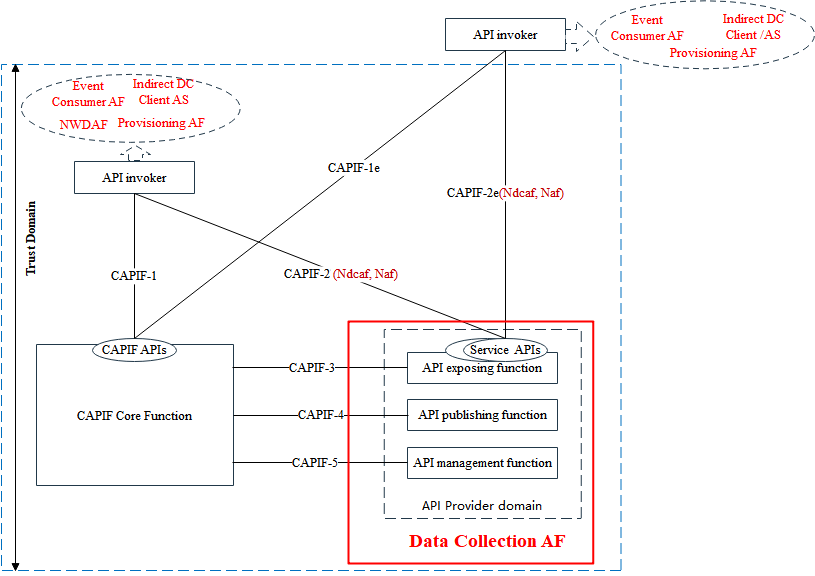 API invoker
Event
Consumer AF
Indirect DC
Client /AS
Provisioning AF
Event
Consumer AF
Indirect DC
Client AS
NWDAF
Provisioning AF
API invoker
Trust Domain
CAPIF-1e
CAPIF-2e(Ndcaf, Naf)
CAPIF-1
CAPIF-2 (Ndcaf, Naf)
CAPIF APIs
Service APIs
CAPIF Core Function
CAPIF-3
API exposing function
CAPIF-4
API publishing function
CAPIF-5
API management function
API Provider domain
Data Collection AF